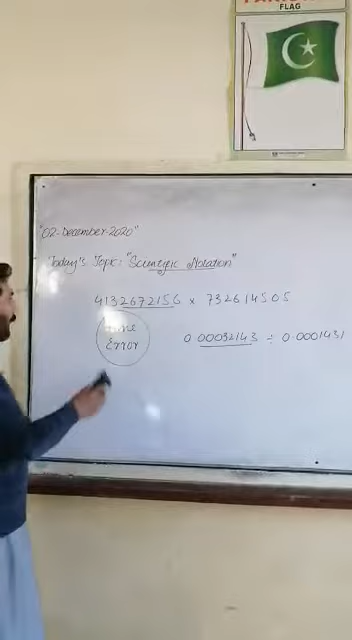 FLAG
"02-December-2020"
Today's Topic: "Scientific Notation"
4132672156 x 732614505
Error
0.00032143 ÷ 0.0001431